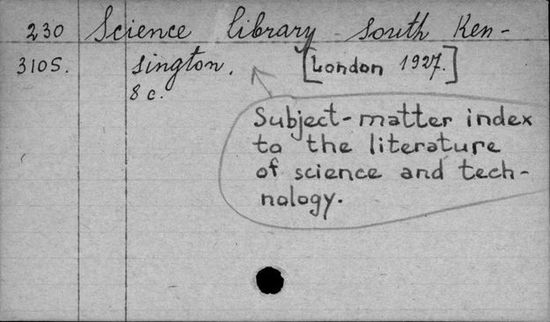 230 Science library South Ken-
310S. sington. [London 1927.]
8 c.
Subject-matter index
to the literature
of science and tech-
nology.